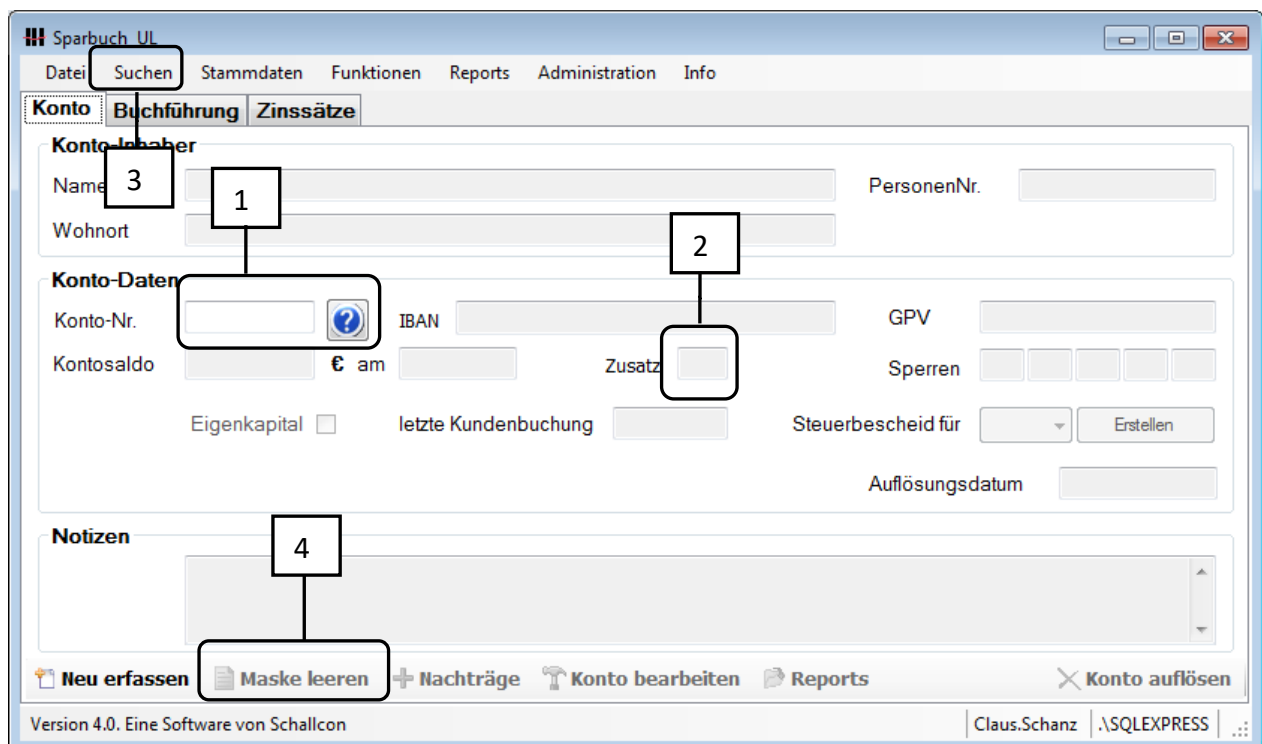 Sparbuch UL
Datei Suchen Stammdaten Funktionen Reports Administration Info
Konto Buchführung Zinssätze
Konto-Inhaber
3
Name PersonenNr.
1
Wohnort
2
Konto-Daten
Konto-Nr. ? IBAN GPV
Kontosaldo € am Zusatz Sperren
Eigenkapital letzte Kundenbuchung Steuerbescheid für Erstellen
Auflösungsdatum
Notizen
4
Neu erfassen Maske leeren Nachträge Konto bearbeiten Reports Konto auflösen
Version 4.0. Eine Software von Schallcon Claus.Schanz .\SQLEXPRESS